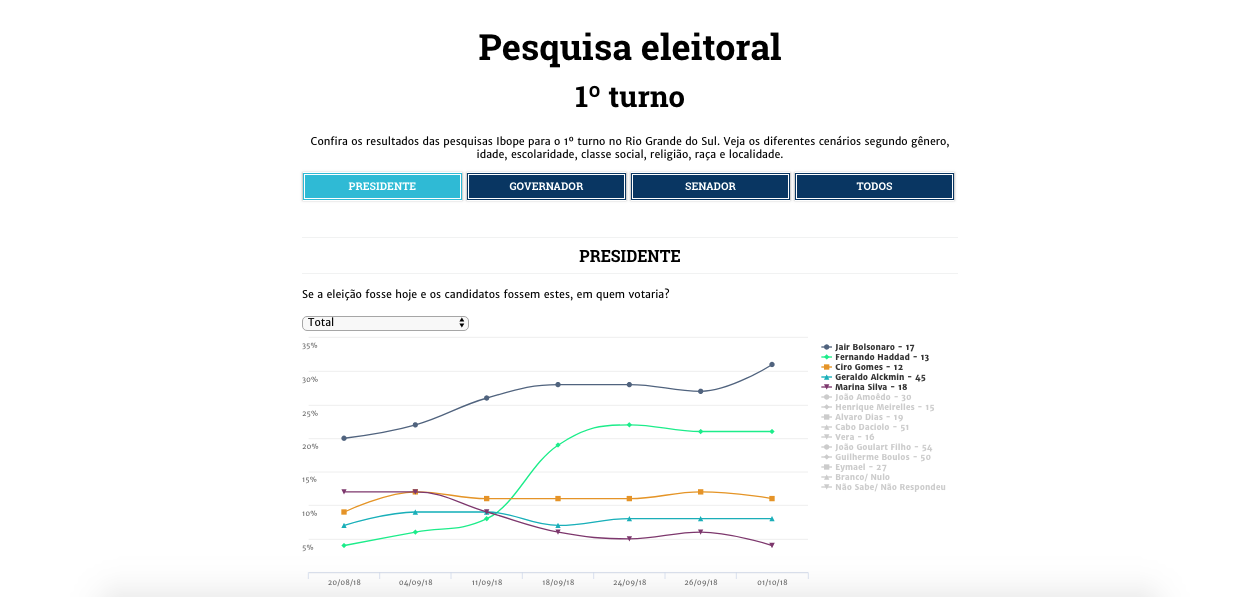 Pesquisa eleitoral
1º turno
Confira os resultados das pesquisas Ibope para o 1º turno no Rio Grande do Sul. Veja os diferentes cenários segundo gênero,
idade, escolaridade, classe social, religião, raça e localidade.
PRESIDENTE
GOVERNADOR
SENADOR
TODOS
PRESIDENTE
Se a eleição fosse hoje e os candidatos fossem estes, em quem votaria?
Total
35%
30%
25%
20%
15%
10%
5%
20/08/18
04/09/18
11/09/18
18/09/18
24/09/18
26/09/18
01/10/18
Jair Bolsonaro - 17
Fernando Haddad - 13
Ciro Gomes - 12
Geraldo Alckmin - 45
Marina Silva - 18
João Amoêdo - 30
Henrique Meirelles - 15
Alvaro Dias - 19
Cabo Daciolo - 51
Vera - 16
João Goulart Filho - 54
Guilherme Boulos - 50
Eymael - 27
Branco/ Nulo
Não Sabe/ Não Respondeu